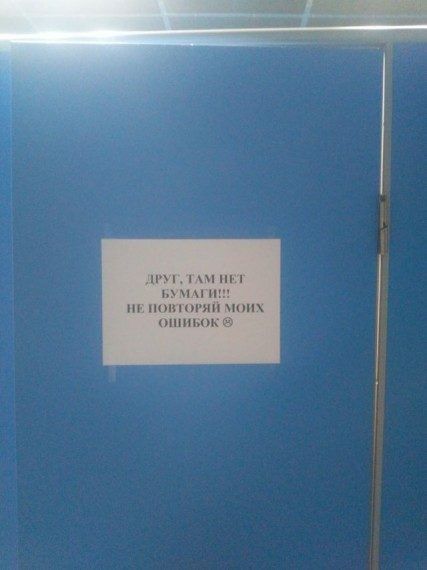 ДРУГ, ТАМ НЕТ
БУМАГИ!!!
НЕ ПОВТОРЯЙ МОИХ
ОШИБОК ☹